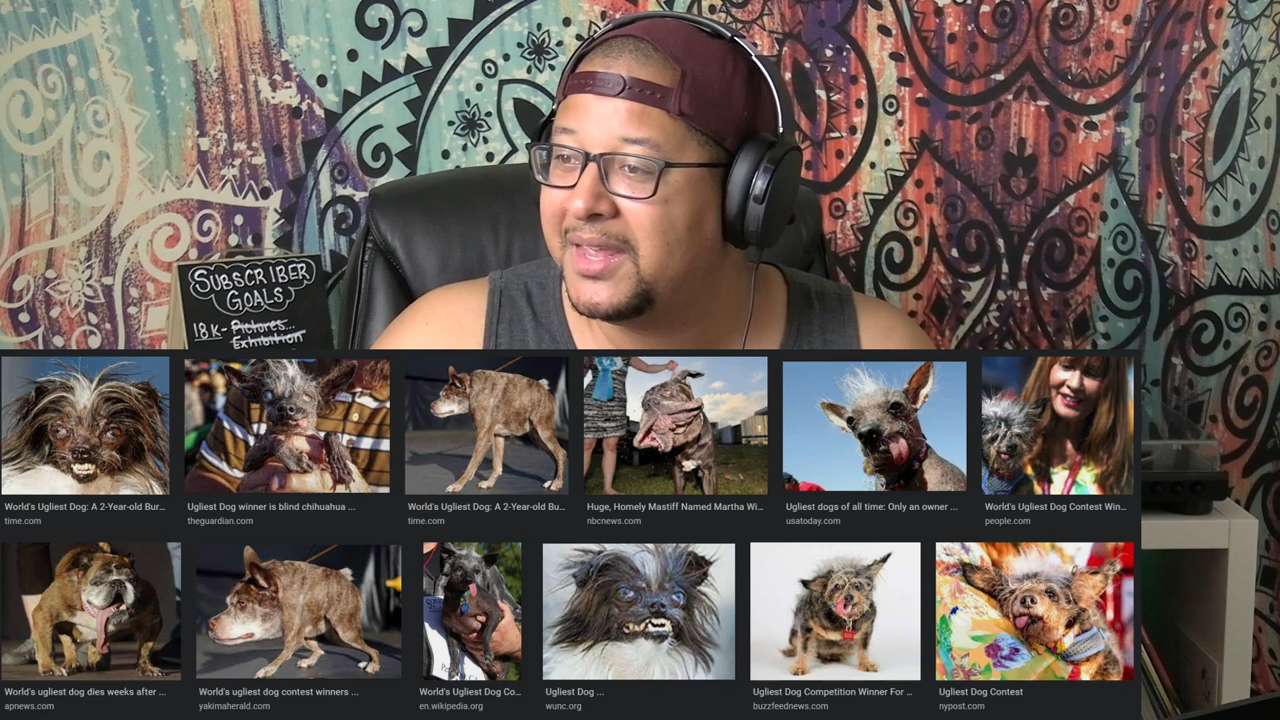 SUBSCRIBER
GOALS
18K- Pictures...
Exhibition
World's Ugliest Dog: A 2-Year-old Bur...
time.com
Ugliest Dog winner is blind chihuahua ...
theguardian.com
World's Ugliest Dog: A 2-Year-old Bu...
time.com
Huge, Homely Mastiff Named Martha Wi...
nbcnews.com
Ugliest dogs of all time: Only an owner ...
usatoday.com
World's Ugliest Dog Contest Win...
people.com
World's ugliest dog dies weeks after ...
apnews.com
World's ugliest dog contest winners ...
yakimaherald.com
World's Ugliest Dog Co...
en.wikipedia.org
Ugliest Dog ...
wunc.org
Ugliest Dog Competition Winner For ...
buzzfeednews.com
Ugliest Dog Contest
nypost.com